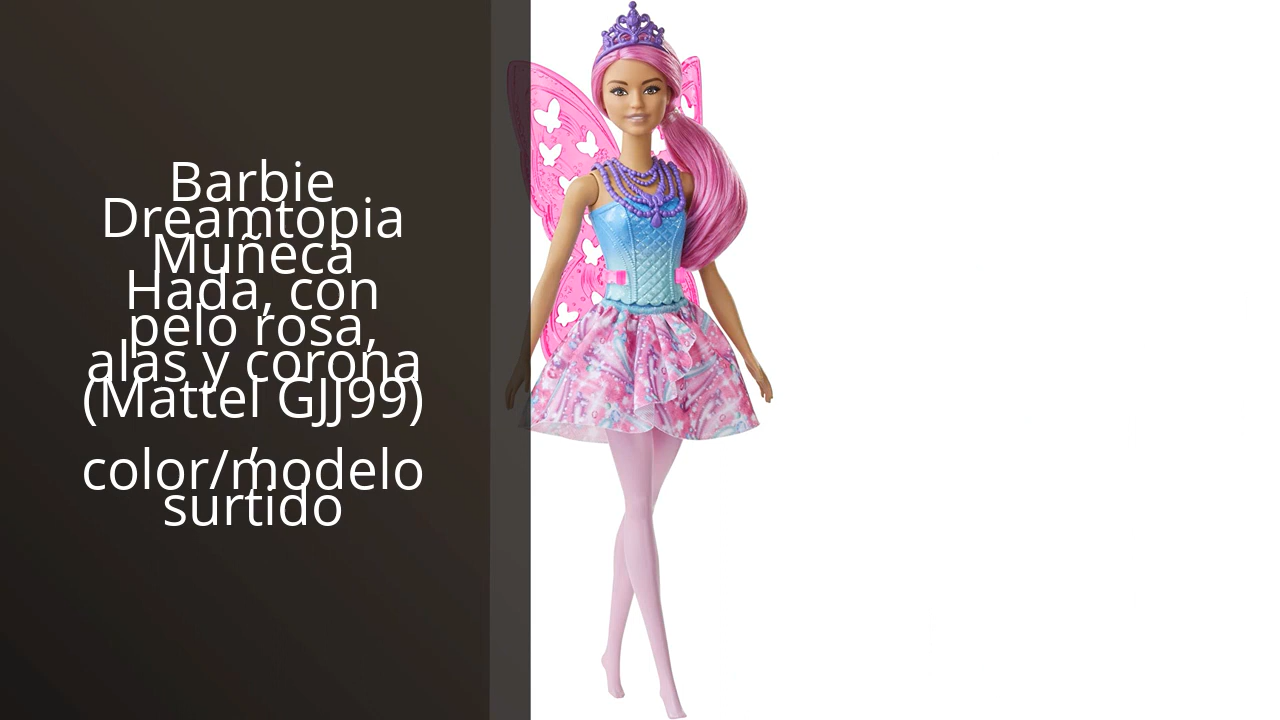 Barbie
Dreamtopia
Muñeca
Hada, con
pelo rosa,
alas y corona
(Mattel GJJ99)
,
color/modelo
surtido